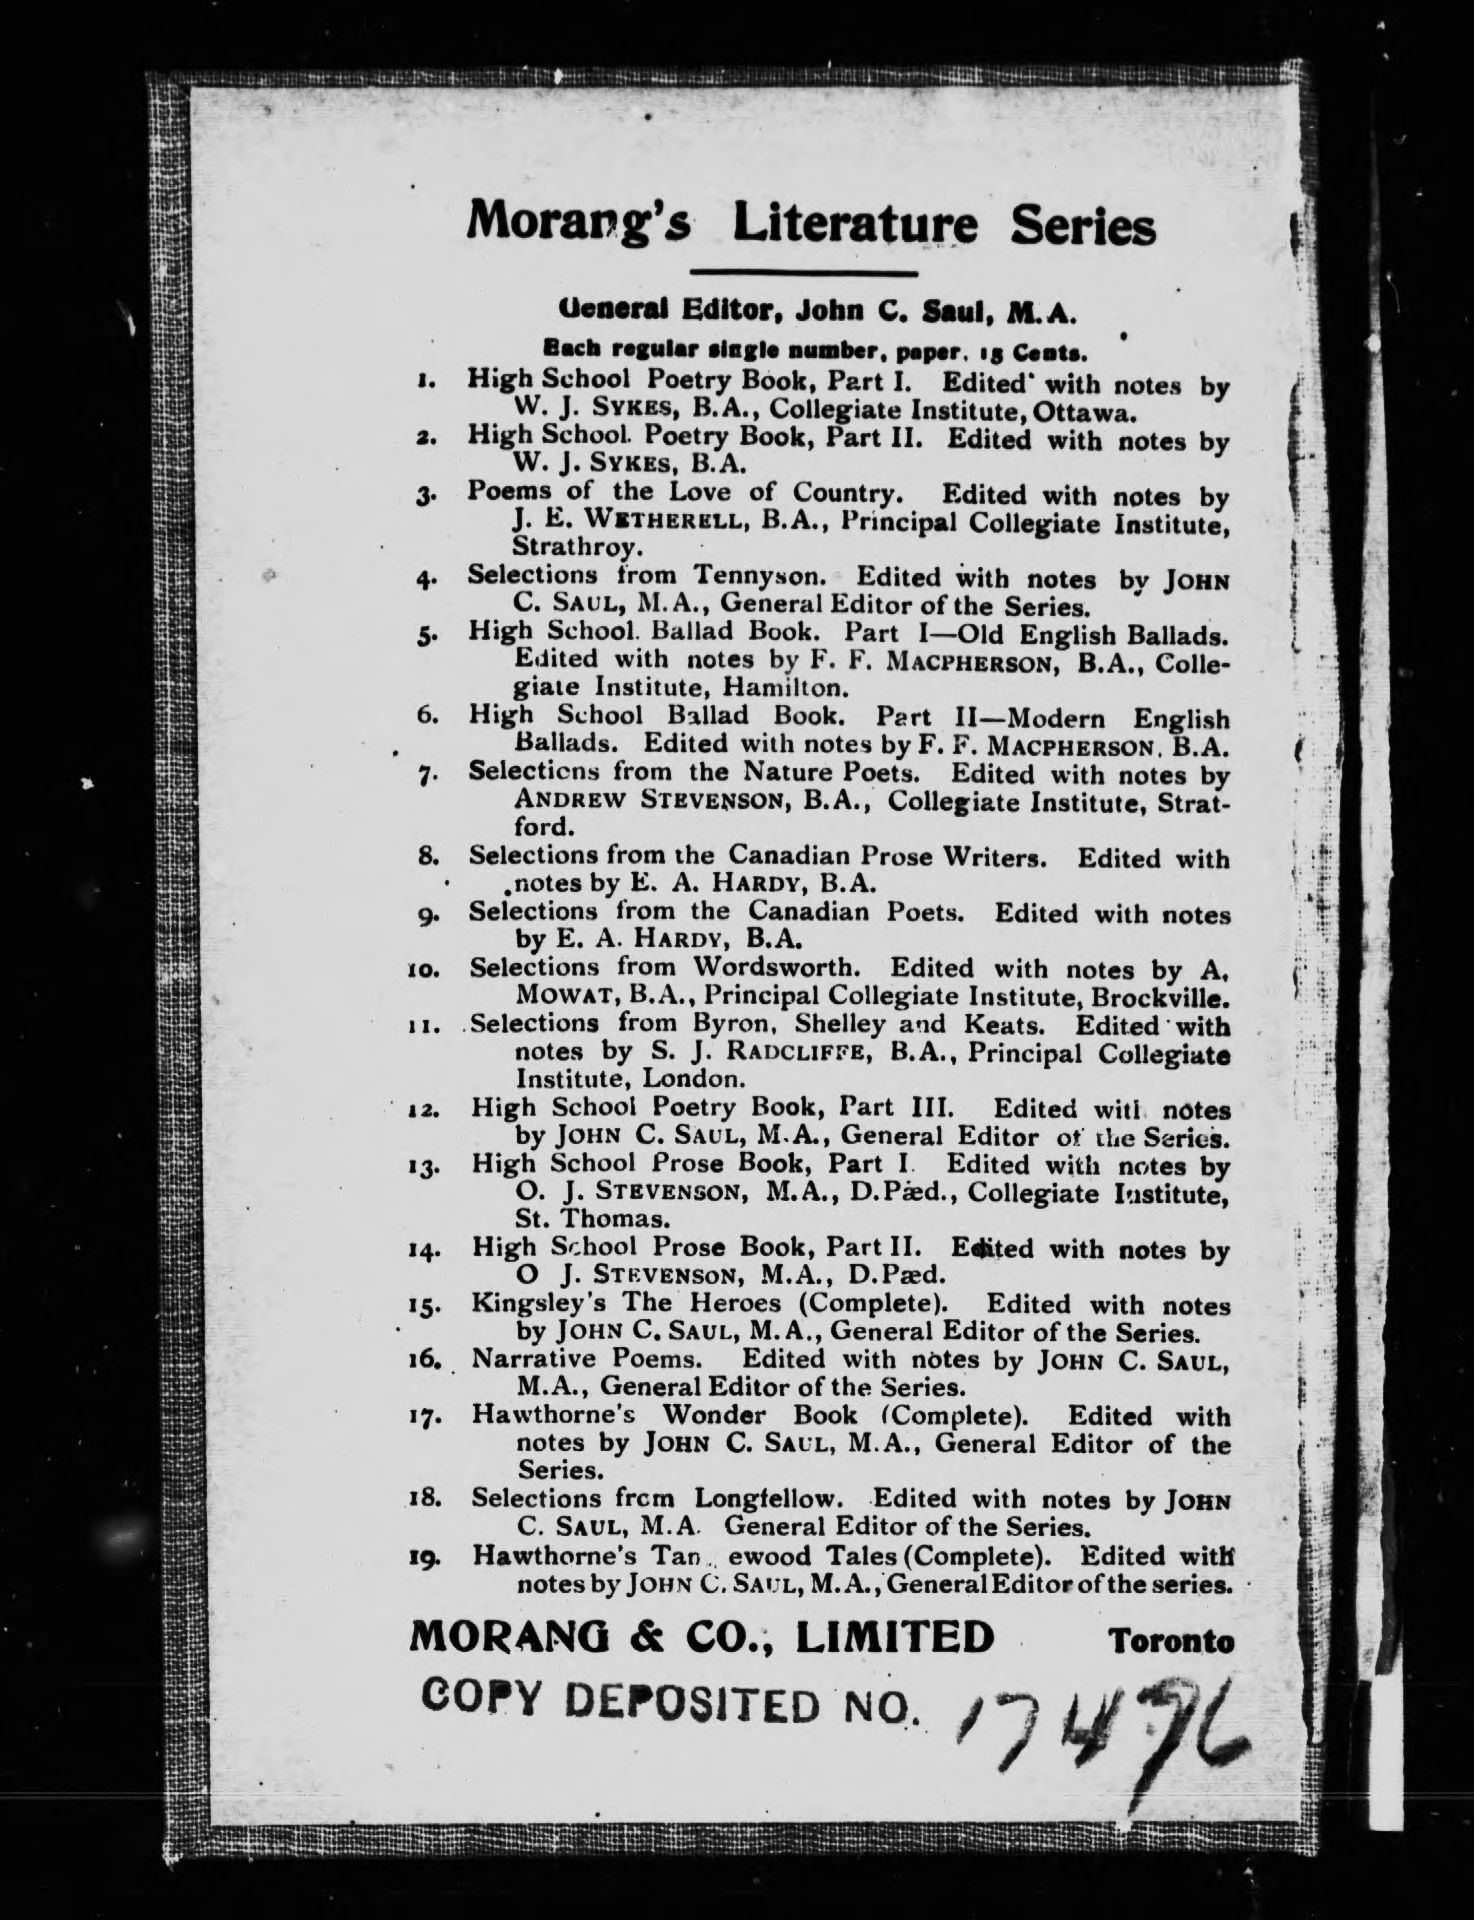 Morang's Literature Series
General Editor, John C. Saul, M.A.
Each regular single number, paper, 15 Cents.
1. High School Poetry Book, Part I. Edited with notes by
W. J. SYKES, B.A., Collegiate Institute, Ottawa.
2. High School. Poetry Book, Part II. Edited with notes by
W. J. SYKES, B.A.
3. Poems of the Love of Country. Edited with notes by
J. E. WETHERELL, B.A., Principal Collegiate Institute,
Strathroy.
4. Selections from Tennyson. Edited with notes by JOHN
C. SAUL, M.A., General Editor of the Series.
5. High School. Ballad Book. Part I—Old English Ballads.
Edited with notes by F. F. MACPHERSON, B.A., Colle-
giate Institute, Hamilton.
6. High School Ballad Book. Part II—Modern English
Ballads. Edited with notes by F. F. MACPHERSON, B.A.
7. Selections from the Nature Poets. Edited with notes by
ANDREW STEVENSON, B.A., Collegiate Institute, Strat-
ford.
8. Selections from the Canadian Prose Writers. Edited with
notes by E. A. HARDY, B.A.
9. Selections from the Canadian Poets. Edited with notes
by E. A. HARDY, B.A.
10. Selections from Wordsworth. Edited with notes by A.
MOWAT, B.A., Principal Collegiate Institute, Brockville.
11. Selections from Byron, Shelley and Keats. Edited with
notes by S. J. RADCLIFFE, B.A., Principal Collegiate
Institute, London.
12. High School Poetry Book, Part III. Edited with notes
by JOHN C. SAUL, M.A., General Editor of the Series.
13. High School Prose Book, Part I. Edited with notes by
O. J. STEVENSON, M.A., D.Pæd., Collegiate Institute,
St. Thomas.
14. High School Prose Book, Part II. Edited with notes by
O J. STEVENSON, M.A., D.Pæd.
15. Kingsley's The Heroes (Complete). Edited with notes
by JOHN C. SAUL, M.A., General Editor of the Series.
16. Narrative Poems. Edited with notes by JOHN C. SAUL,
M.A., General Editor of the Series.
17. Hawthorne's Wonder Book (Complete). Edited with
notes by JOHN C. SAUL, M.A., General Editor of the
Series.
18. Selections from Longfellow. Edited with notes by JOHN
C. SAUL, M.A. General Editor of the Series.
19. Hawthorne's Tanglewood Tales (Complete). Edited with
notes by JOHN C. SAUL, M.A., General Editor of the series.
MORANG & CO., LIMITED Toronto
COPY DEPOSITED NO. 17476